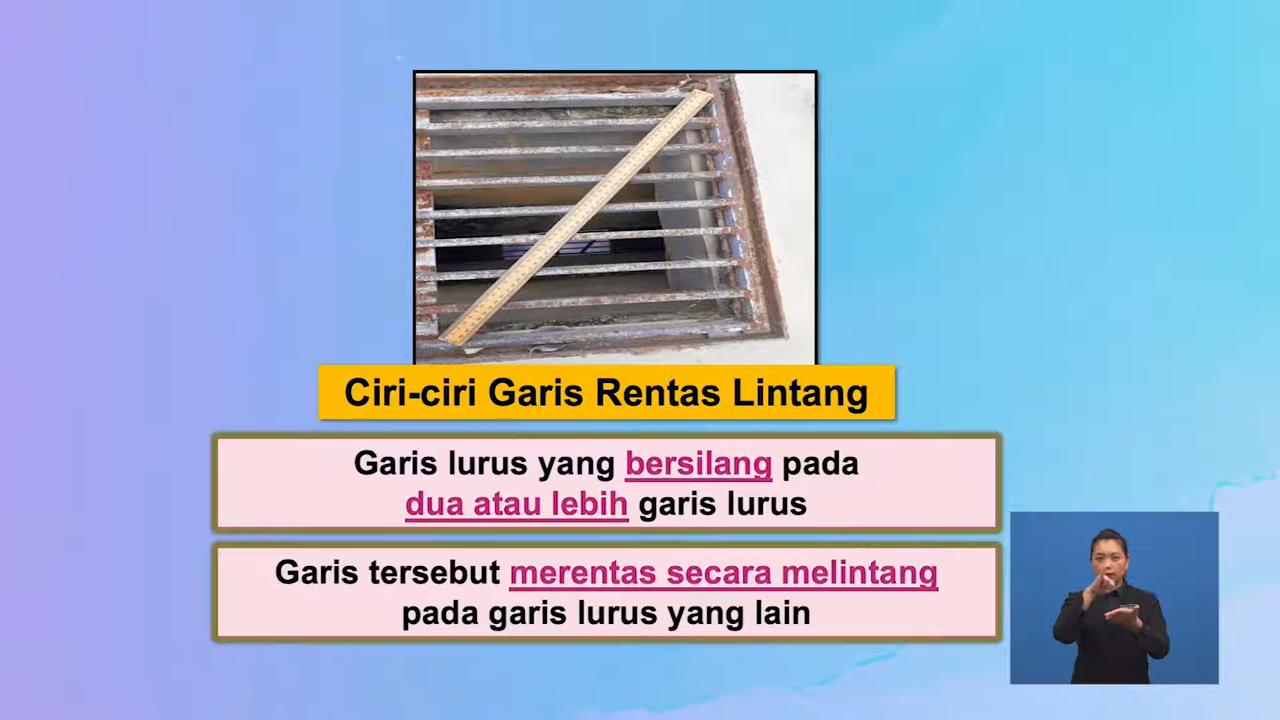 Ciri-ciri Garis Rentas Lintang
Garis lurus yang bersilang pada
dua atau lebih garis lurus
Garis tersebut merentas secara melintang
pada garis lurus yang lain